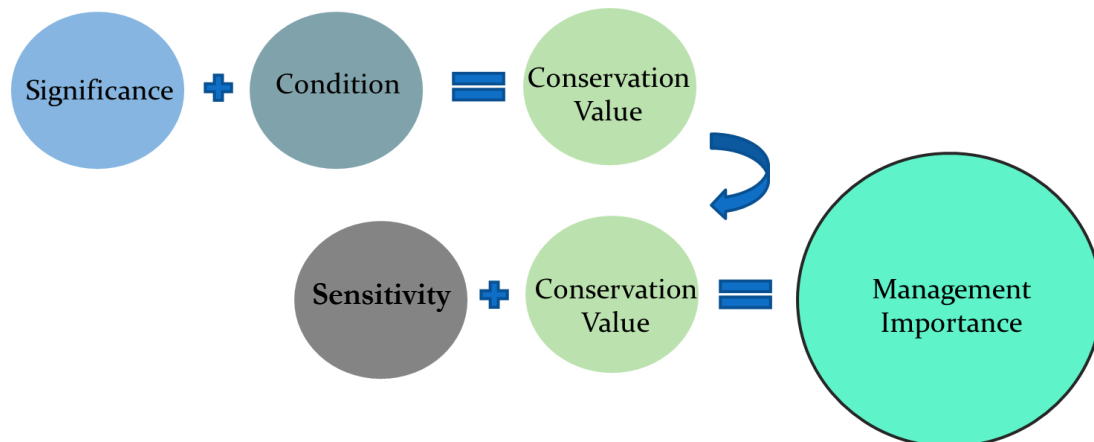 Significance
Condition
Conservation
Value
Sensitivity
Conservation
Value
Management
Importance